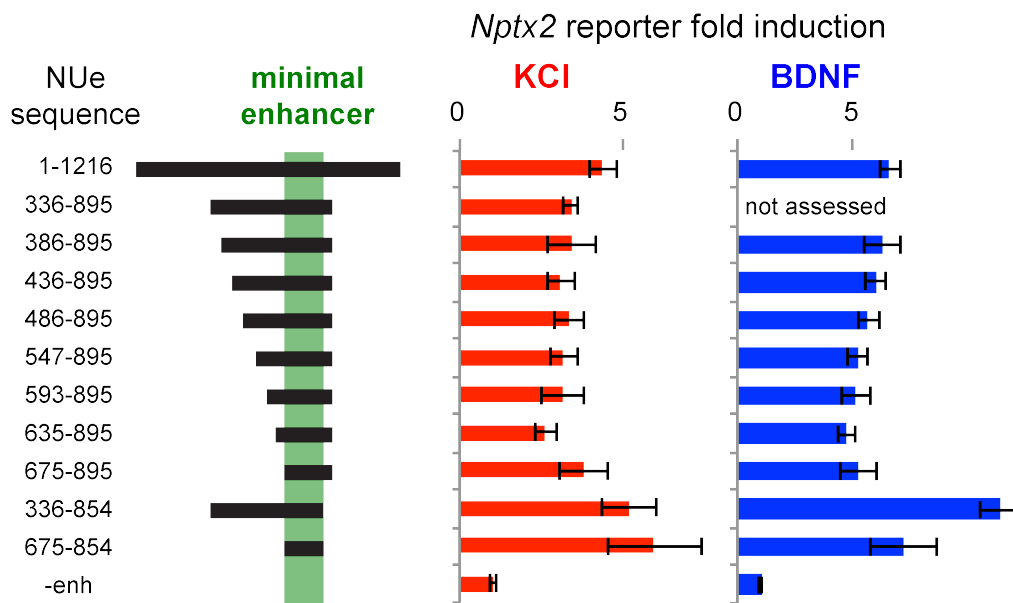 Nptx2 reporter fold induction
NUe sequence
minimal enhancer
KCl
BDNF
0 5
0 5
1-1216
336-895
not assessed
386-895
436-895
486-895
547-895
593-895
635-895
675-895
336-854
675-854
-enh